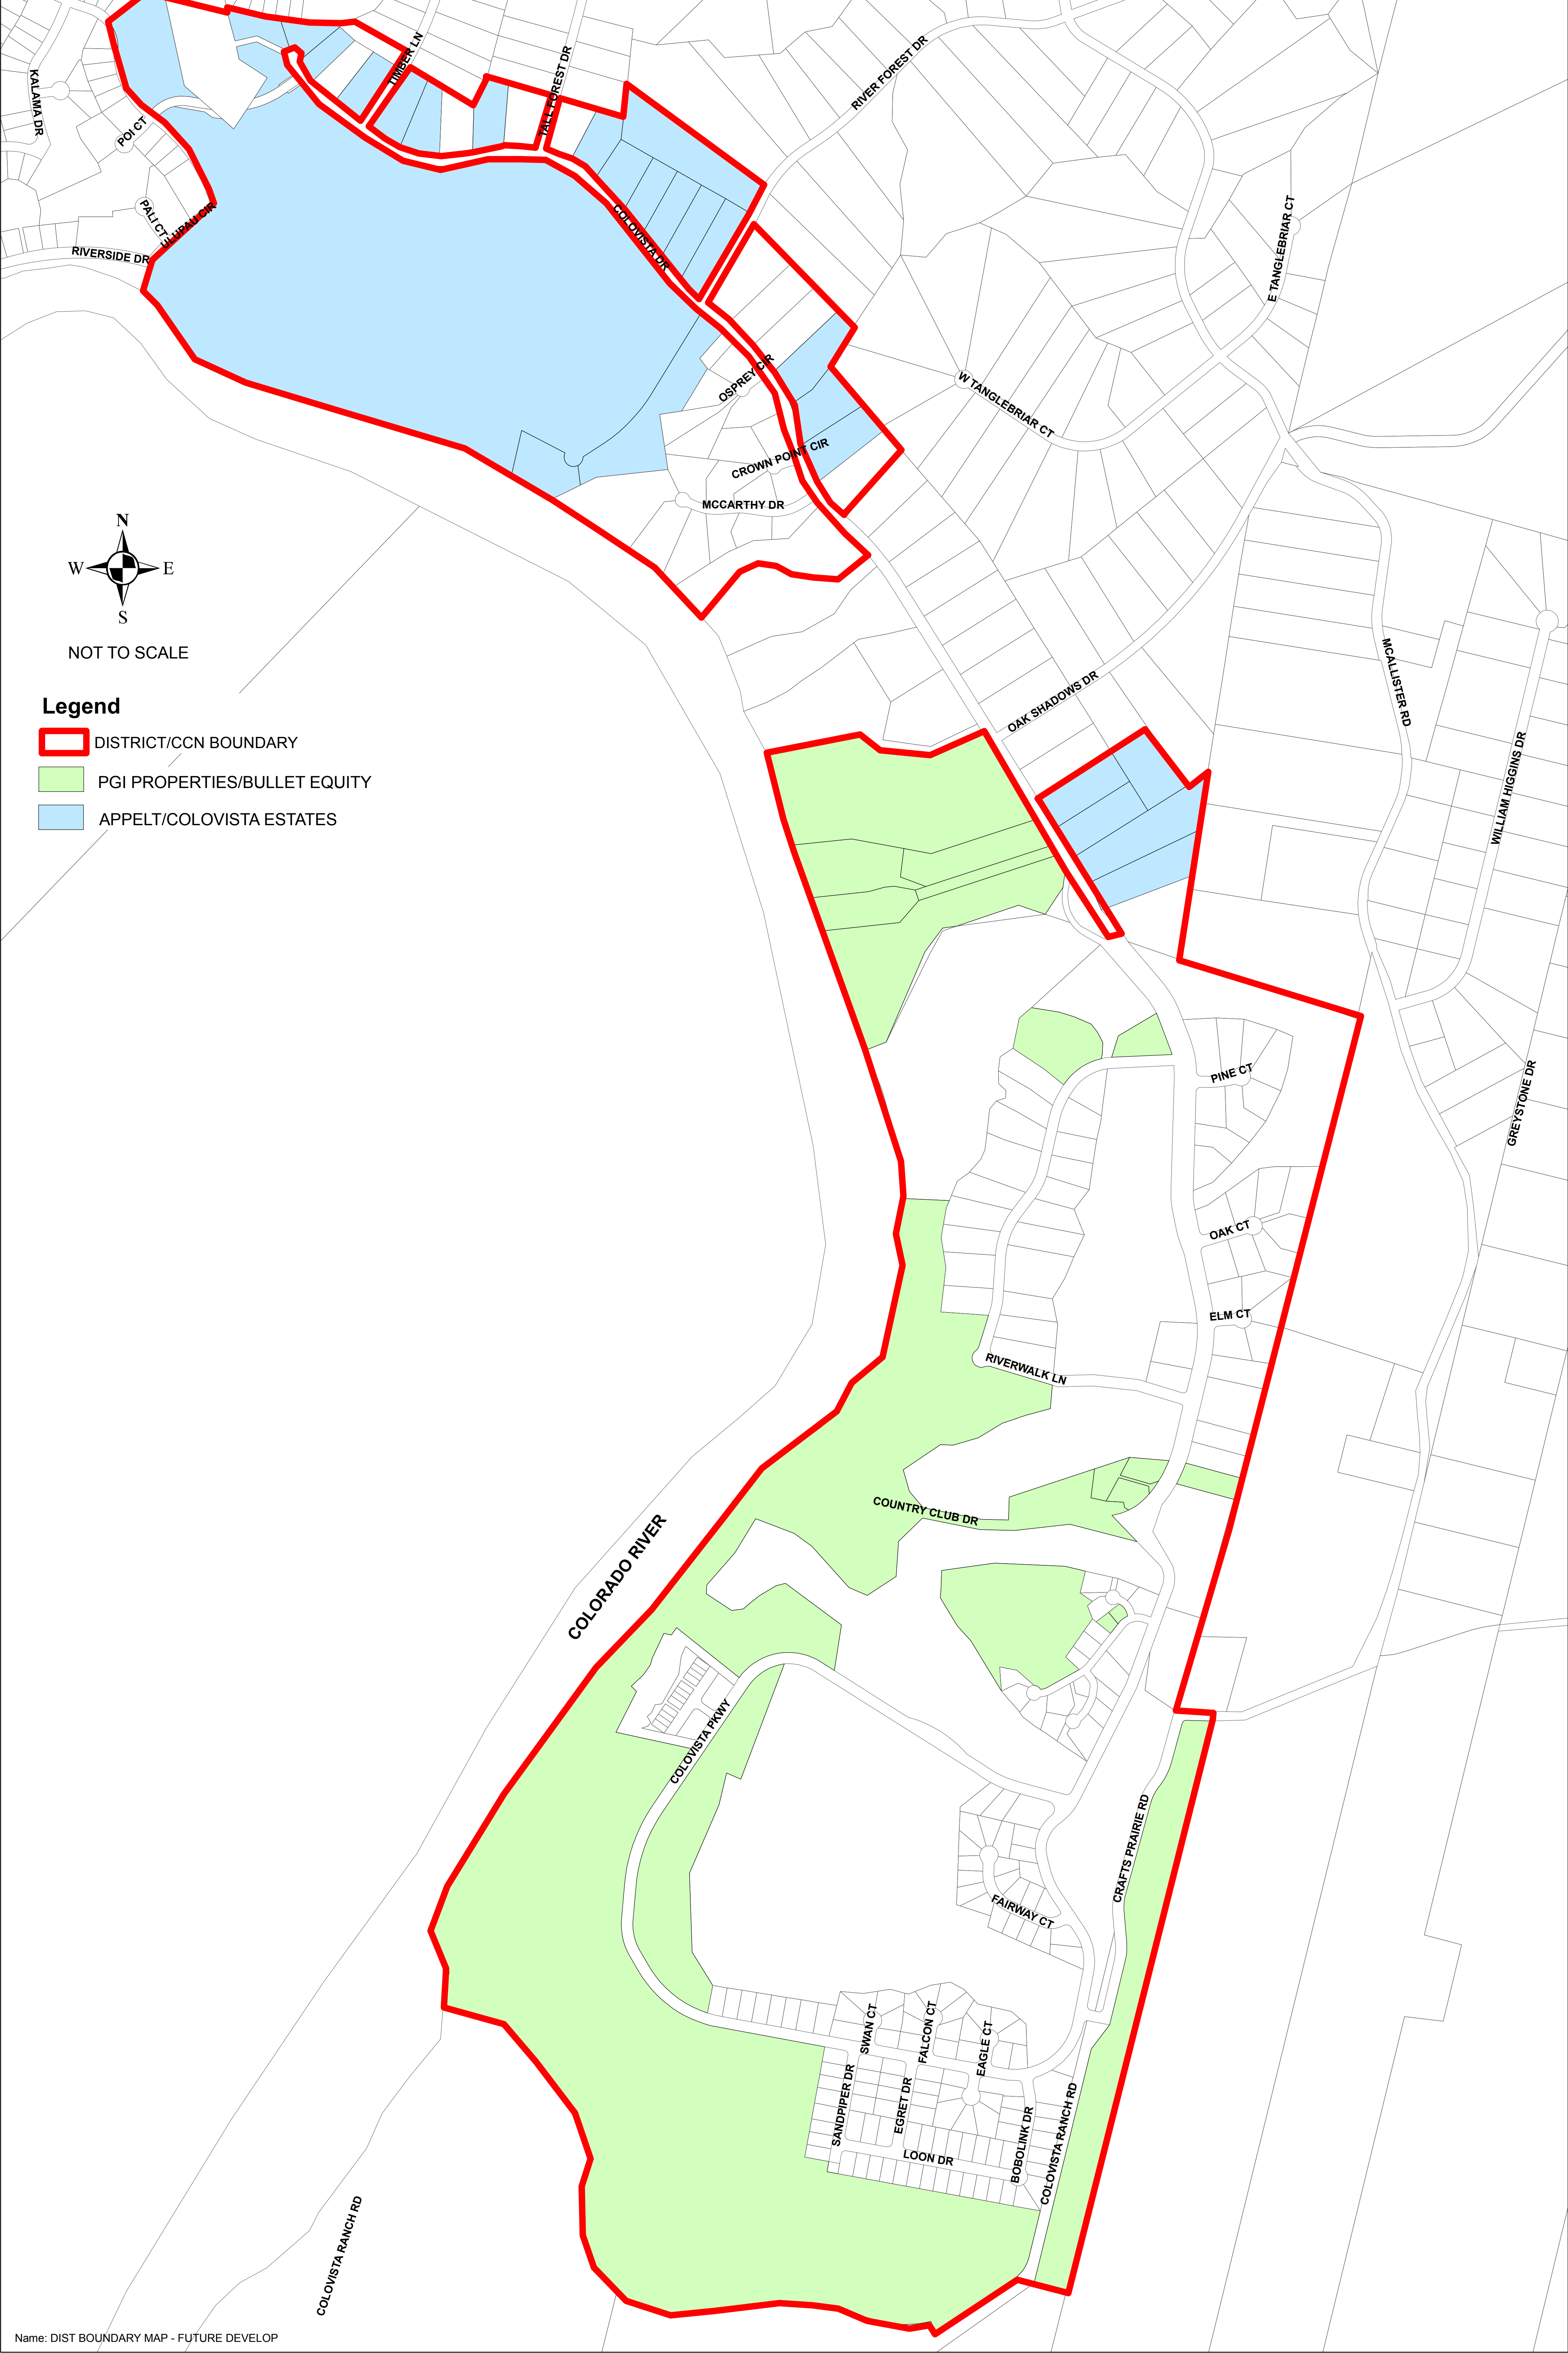 KALAMA DR
POI CT
PALI CT
ULUPAU CIR
RIVERSIDE DR
TIMBER LN
TALL FOREST DR
RIVER FOREST DR
COLOVISTA DR
E TANGLEBRIAR CT
W TANGLEBRIAR CT
OSPREY CIR
CROWN POINT CIR
MCCARTHY DR
N
W
E
S
NOT TO SCALE
Legend
DISTRICT/CCN BOUNDARY
PGI PROPERTIES/BULLET EQUITY
APPELT/COLOVISTA ESTATES
OAK SHADOWS DR
MCALLISTER RD
WILLIAM HIGGINS DR
GREYSTONE DR
PINE CT
OAK CT
ELM CT
RIVERWALK LN
COUNTRY CLUB DR
COLORADO RIVER
COLOVISTA PKWY
CRAFTS PRAIRIE RD
FAIRWAY CT
SWAN CT
FALCON CT
EAGLE CT
SANDPIPER DR
EGRET DR
LOON DR
BOBOLINK DR
COLOVISTA RANCH RD
COLOVISTA RANCH RD
Name: DIST BOUNDARY MAP - FUTURE DEVELOP